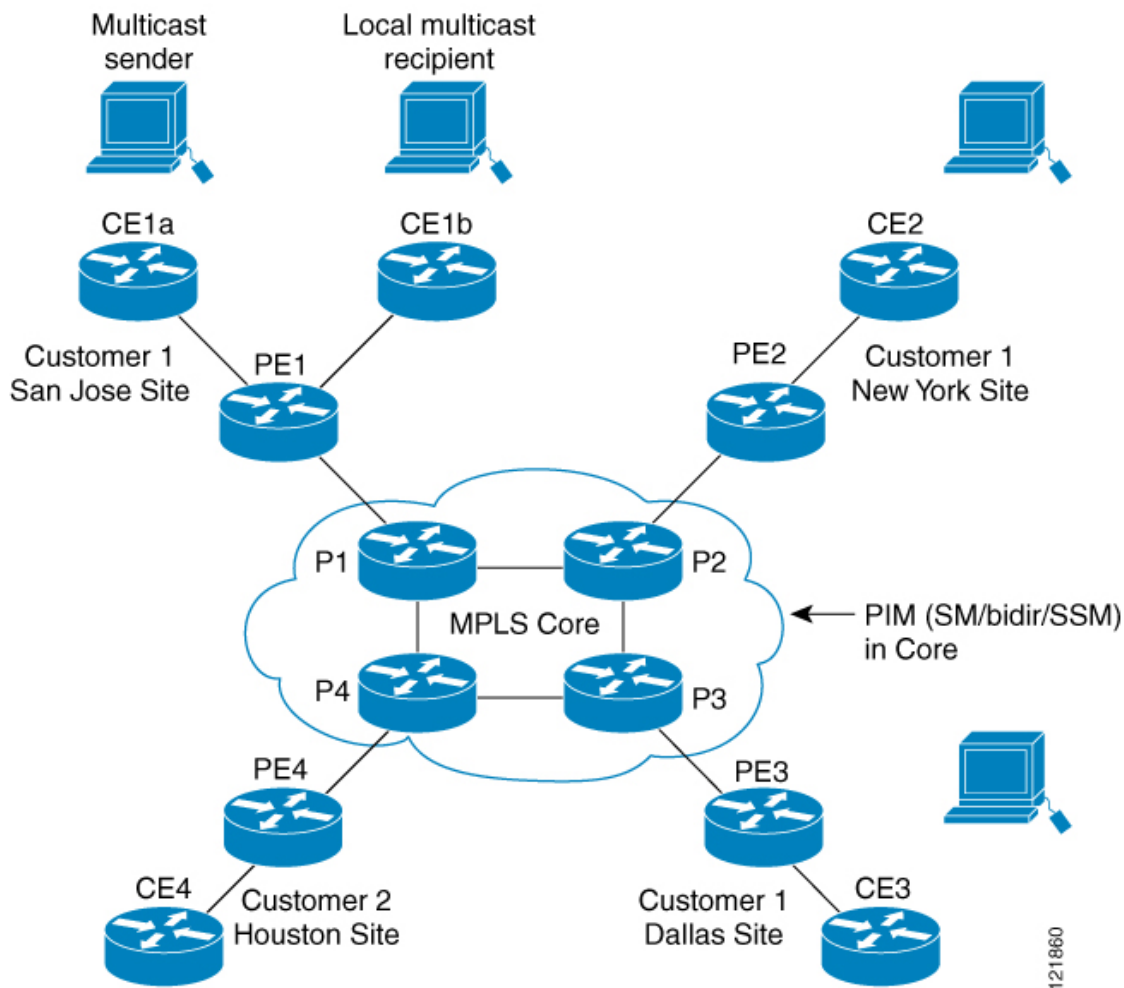 Multicast
sender
Local multicast
recipient
CE1a
CE1b
CE2
Customer 1
San Jose Site
PE1
PE2
Customer 1
New York Site
P1
P2
MPLS Core
PIM (SM/bidir/SSM)
in Core
P4
P3
PE4
PE3
CE4
Customer 2
Houston Site
Customer 1
Dallas Site
CE3
121860